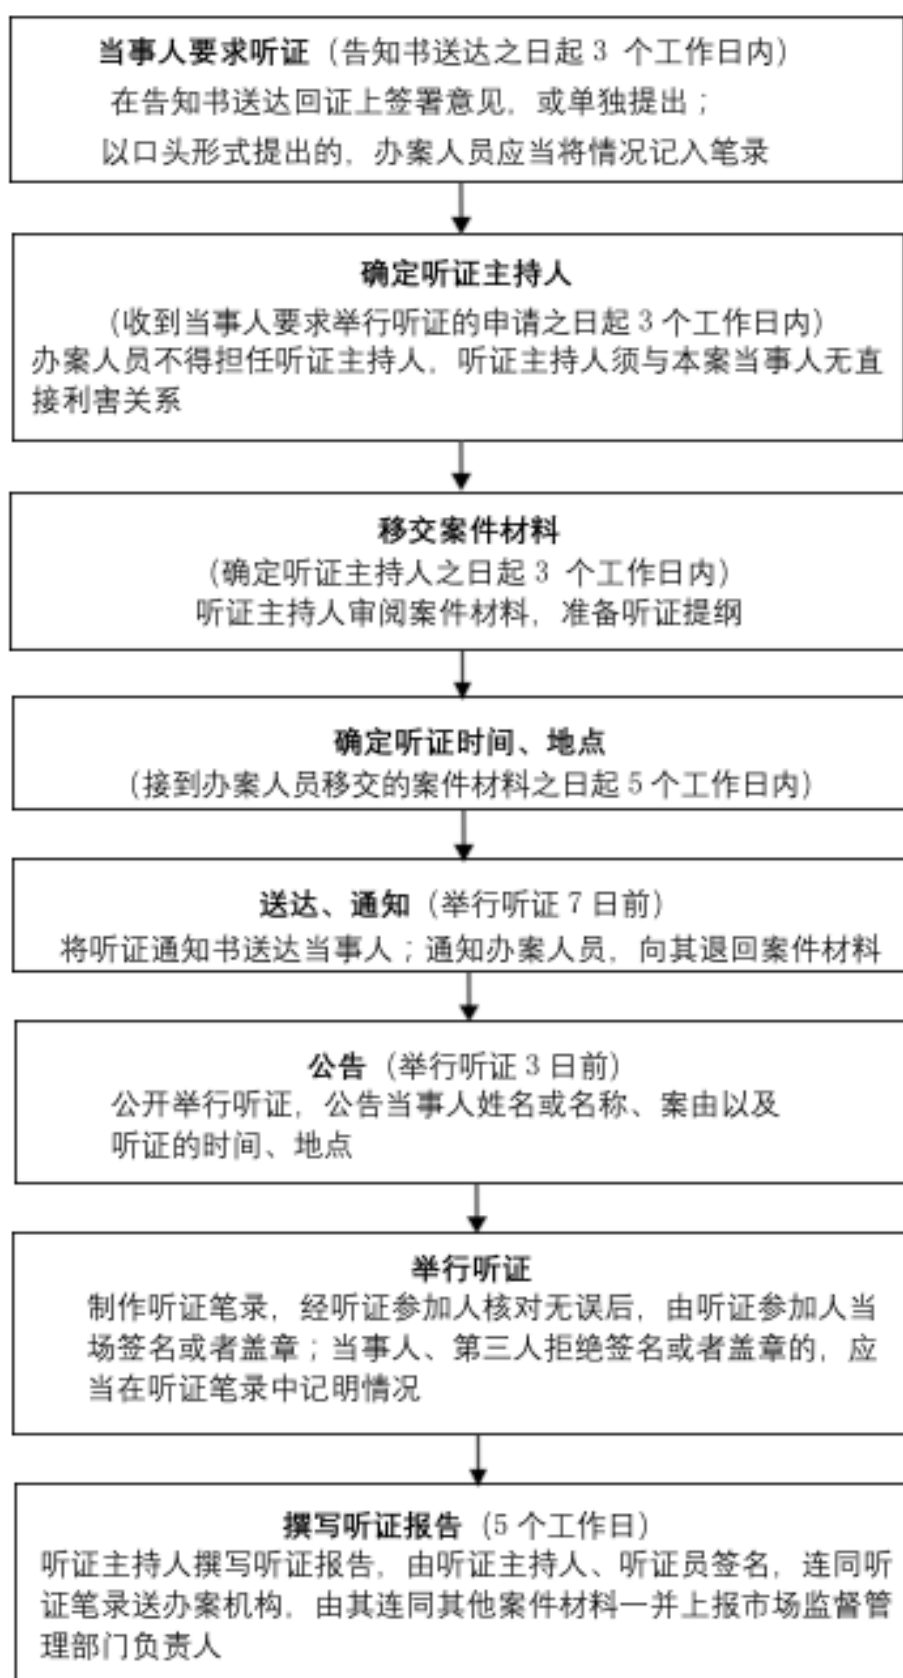 当事人要求听证（告知书送达之日起 3 个工作日内）
在告知书送达回证上签署意见，或单独提出；
以口头形式提出的，办案人员应当将情况记入笔录
确定听证主持人
（收到当事人要求举行听证的申请之日起 3 个工作日内）
办案人员不得担任听证主持人，听证主持人须与本案当事人无直
接利害关系
移交案件材料
（确定听证主持人之日起 3 个工作日内）
听证主持人审阅案件材料，准备听证提纲
确定听证时间、地点
（接到办案人员移交的案件材料之日起 5 个工作日内）
送达、通知（举行听证 7 日前）
将听证通知书送达当事人；通知办案人员，向其退回案件材料
公告（举行听证 3 日前）
公开举行听证，公告当事人姓名或名称、案由以及
听证的时间、地点
举行听证
制作听证笔录，经听证参加人核对无误后，由听证参加人当
场签名或者盖章；当事人、第三人拒绝签名或者盖章的，应
当在听证笔录中记明情况
撰写听证报告（5 个工作日）
听证主持人撰写听证报告，由听证主持人、听证员签名，连同听
证笔录送办案机构，由其连同其他案件材料一并上报市场监督管
理部门负责人